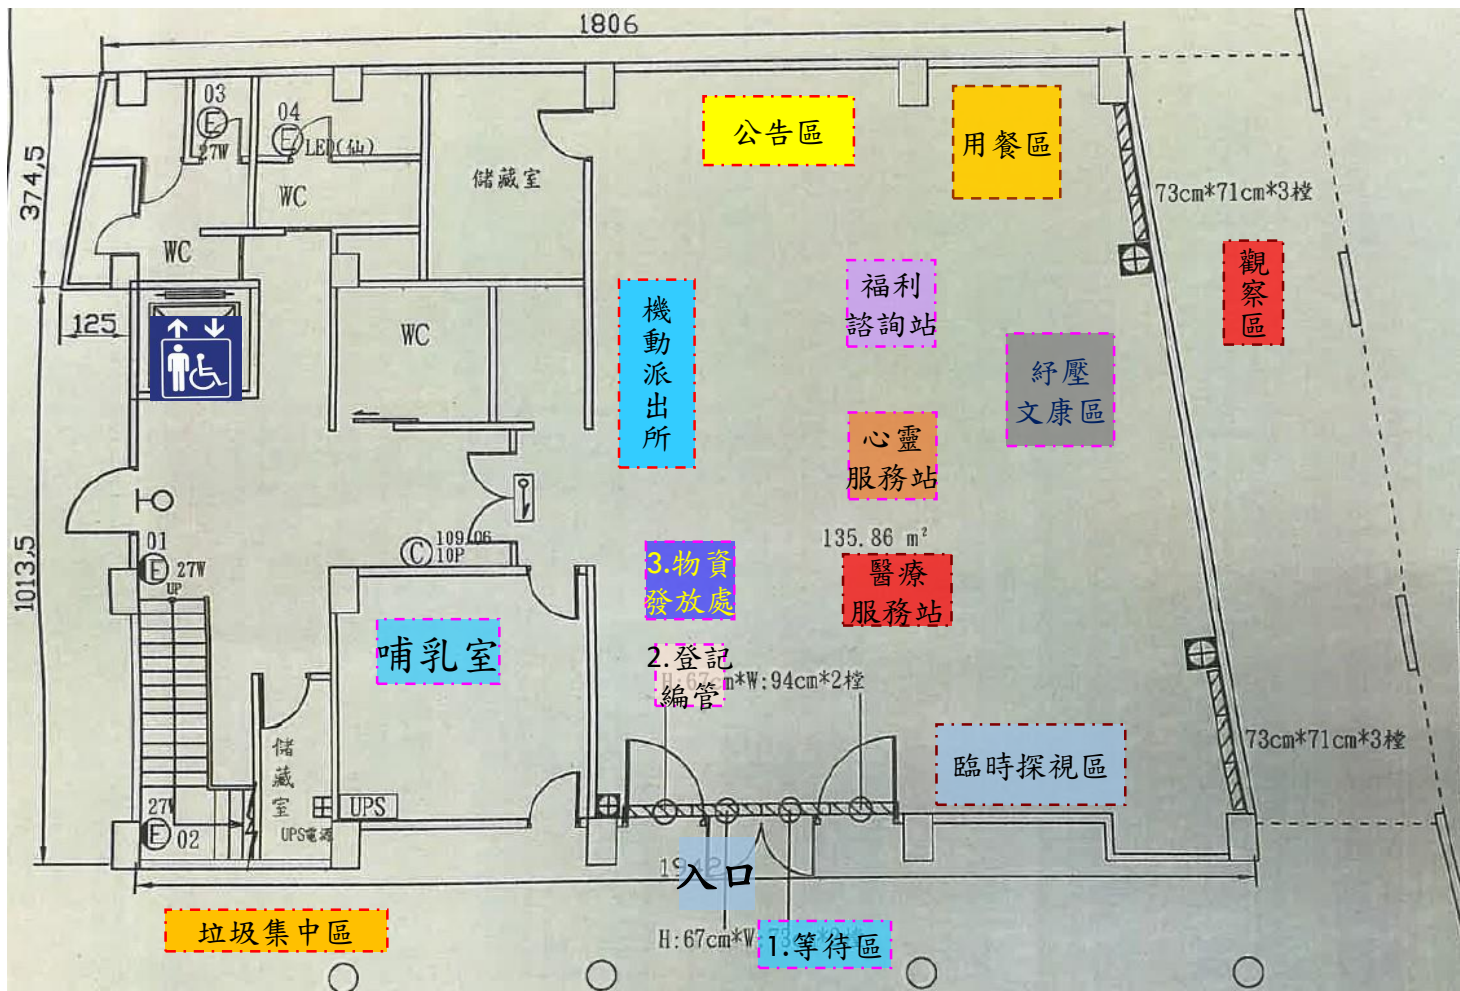 1806
03
E
27W
04
E
LED(仙)
公告區
用餐區
374,5
WC
儲藏室
73cm*71cm*3樘
WC
觀
察
區
125
機
動
派
出
所
福利
諮詢站
WC
紓壓
文康區
心靈
服務站
1013,5
01
E 27W
UP
C 109.06
10P
135.86 m²
3.物資
發放處
醫療
服務站
哺乳室
2.登記
編管
H:67cm*W:94cm*2樘
73cm*71cm*3樘
臨時探視區
儲
藏
室
27W
E 02
UPS
UPS電源
1942
入口
垃圾集中區
H:67cm*W:73cm*2樘
1.等待區